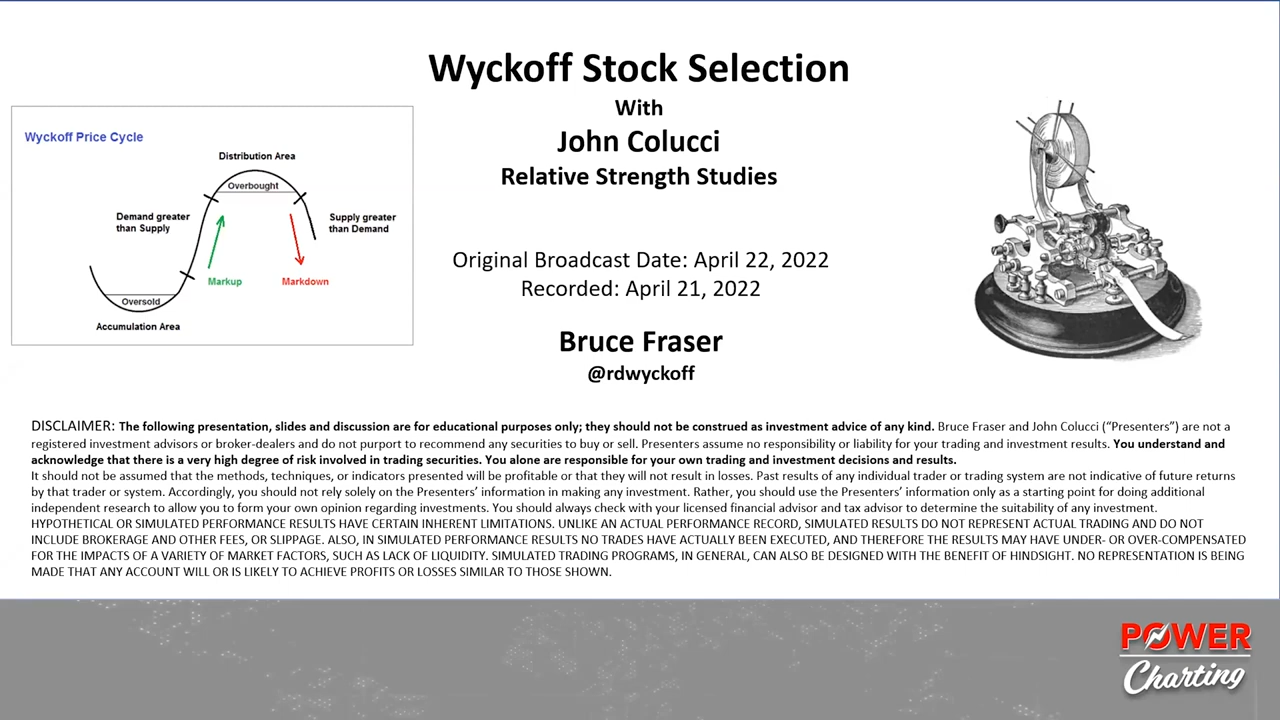 Wyckoff Stock Selection
With
John Colucci
Relative Strength Studies
Original Broadcast Date: April 22, 2022
Recorded: April 21, 2022
Bruce Fraser
@rdwyckoff
Wyckoff Price Cycle
Distribution Area
Overbought
Demand greater
than Supply
Supply greater
than Demand
Markup
Markdown
Oversold
Accumulation Area
DISCLAIMER: The following presentation, slides and discussion are for educational purposes only; they should not be construed as investment advice of any kind. Bruce Fraser and John Colucci (“Presenters”) are not a
registered investment advisors or broker-dealers and do not purport to recommend any securities to buy or sell. Presenters assume no responsibility or liability for your trading and investment results. You understand and
acknowledge that there is a very high degree of risk involved in trading securities. You alone are responsible for your own trading and investment decisions and results.
It should not be assumed that the methods, techniques, or indicators presented will be profitable or that they will not result in losses. Past results of any individual trader or trading system are not indicative of future returns
by that trader or system. Accordingly, you should not rely solely on the Presenters’ information in making any investment. Rather, you should use the Presenters’ information only as a starting point for doing additional
independent research to allow you to form your own opinion regarding investments. You should always check with your licensed financial advisor and tax advisor to determine the suitability of any investment.
HYPOTHETICAL OR SIMULATED PERFORMANCE RESULTS HAVE CERTAIN INHERENT LIMITATIONS. UNLIKE AN ACTUAL PERFORMANCE RECORD, SIMULATED RESULTS DO NOT REPRESENT ACTUAL TRADING AND DO NOT
INCLUDE BROKERAGE AND OTHER FEES, OR SLIPPAGE. ALSO, IN SIMULATED PERFORMANCE RESULTS NO TRADES HAVE ACTUALLY BEEN EXECUTED, AND THEREFORE THE RESULTS MAY HAVE UNDER- OR OVER-COMPENSATED
FOR THE IMPACTS OF A VARIETY OF MARKET FACTORS, SUCH AS LACK OF LIQUIDITY. SIMULATED TRADING PROGRAMS, IN GENERAL, CAN ALSO BE DESIGNED WITH THE BENEFIT OF HINDSIGHT. NO REPRESENTATION IS BEING
MADE THAT ANY ACCOUNT WILL OR IS LIKELY TO ACHIEVE PROFITS OR LOSSES SIMILAR TO THOSE SHOWN.
POWER
Charting